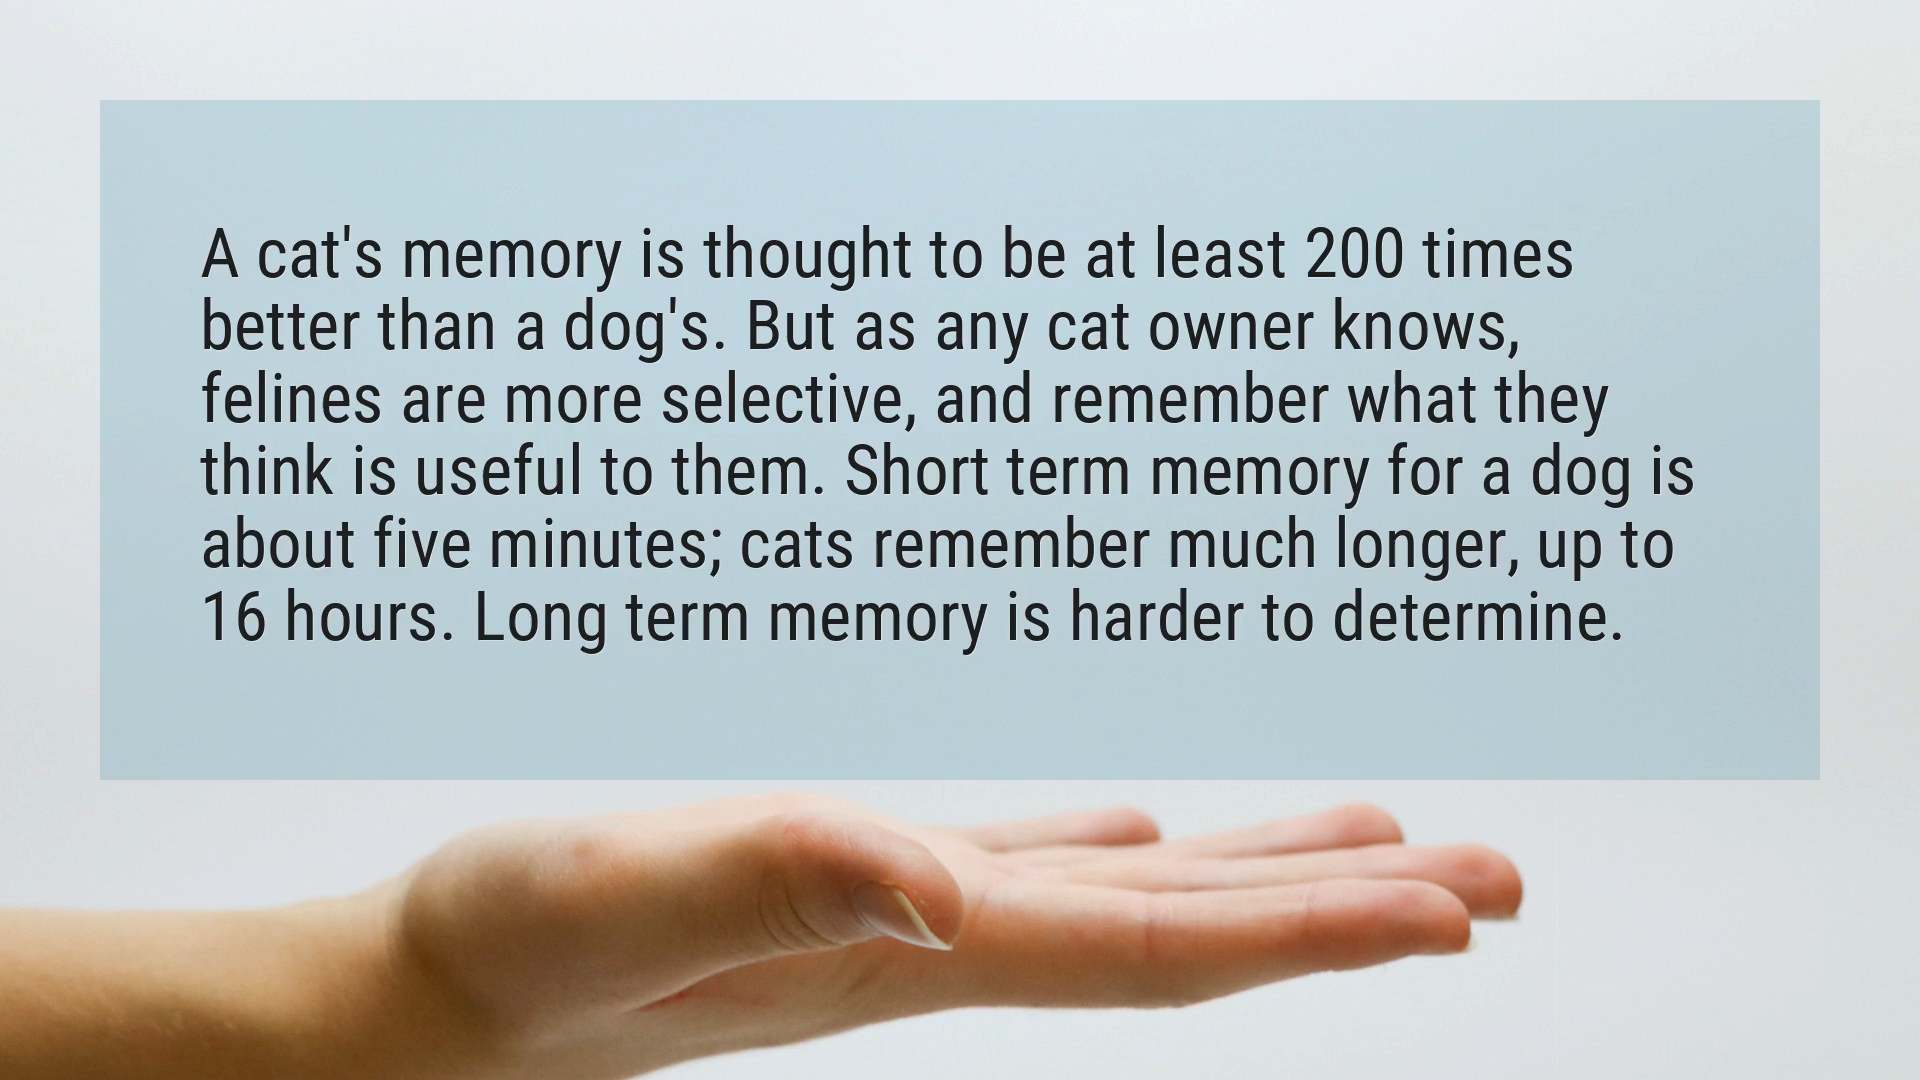 A cat's memory is thought to be at least 200 times
better than a dog's. But as any cat owner knows,
felines are more selective, and remember what they
think is useful to them. Short term memory for a dog is
about five minutes; cats remember much longer, up to
16 hours. Long term memory is harder to determine.